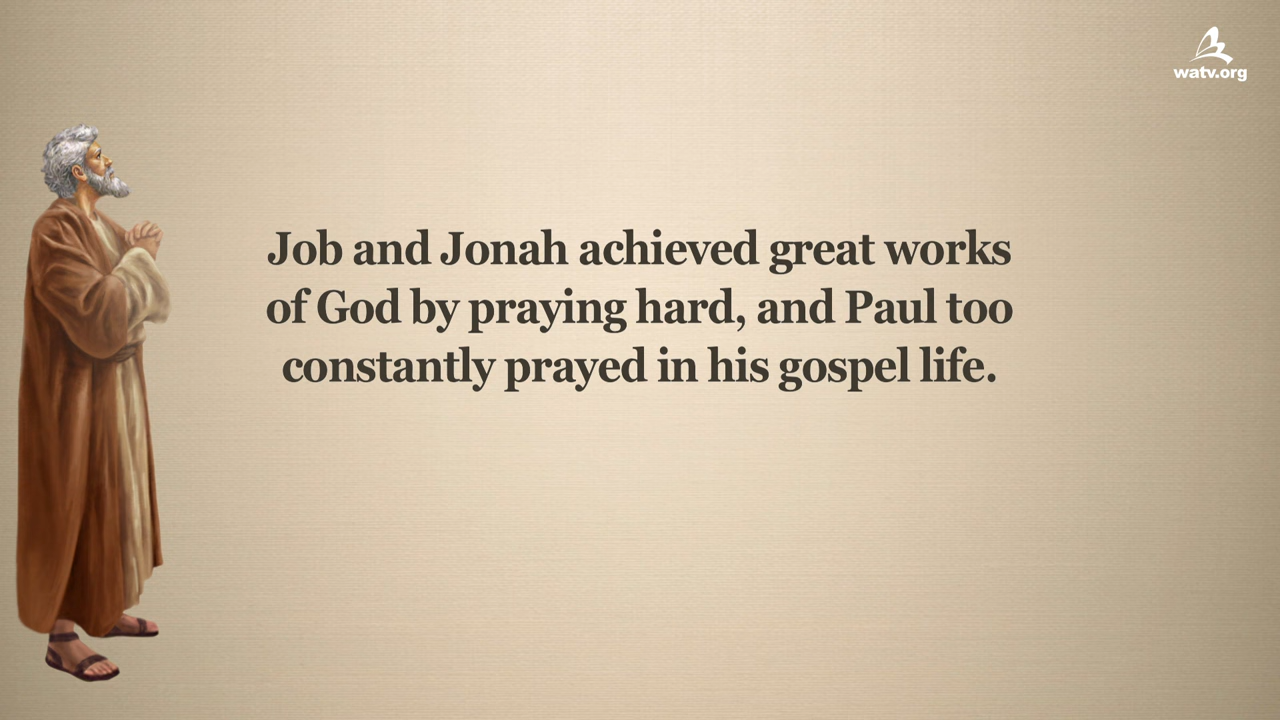 watv.org
Job and Jonah achieved great works
of God by praying hard, and Paul too
constantly prayed in his gospel life.